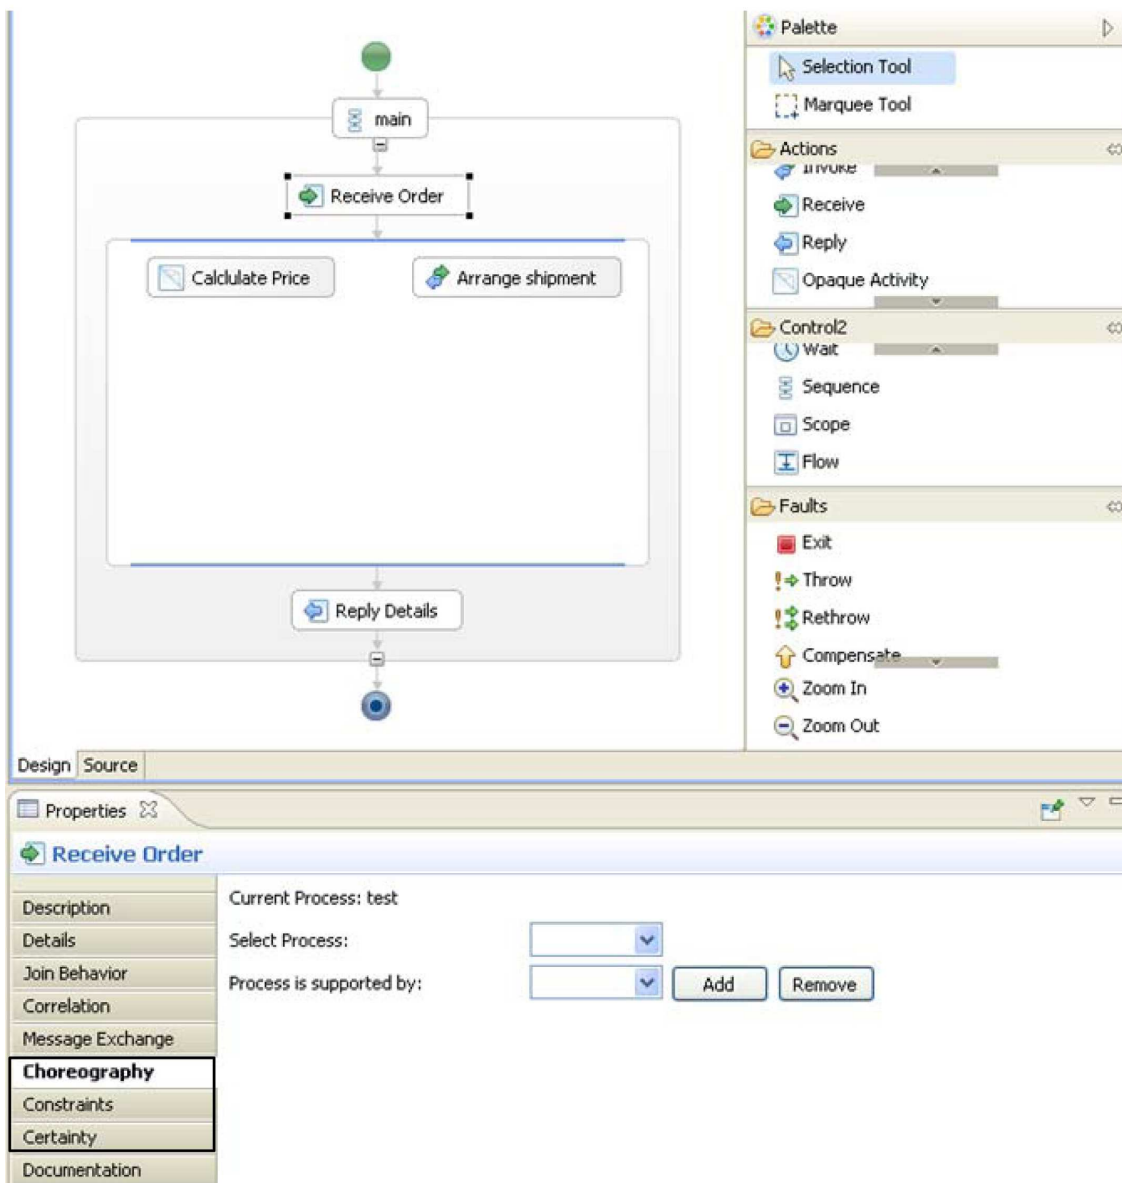 Palette
Selection Tool
Marquee Tool
Actions
Invoke
Receive
Reply
Opaque Activity
Control2
Wait
Sequence
Scope
Flow
Faults
Exit
Throw
Rethrow
Compensate
Zoom In
Zoom Out
main
Receive Order
Calclulate Price
Arrange shipment
Reply Details
Design Source
Properties
Receive Order
Description
Details
Join Behavior
Correlation
Message Exchange
Choreography
Constraints
Certainty
Documentation
Current Process: test
Select Process:
Process is supported by:
Add
Remove